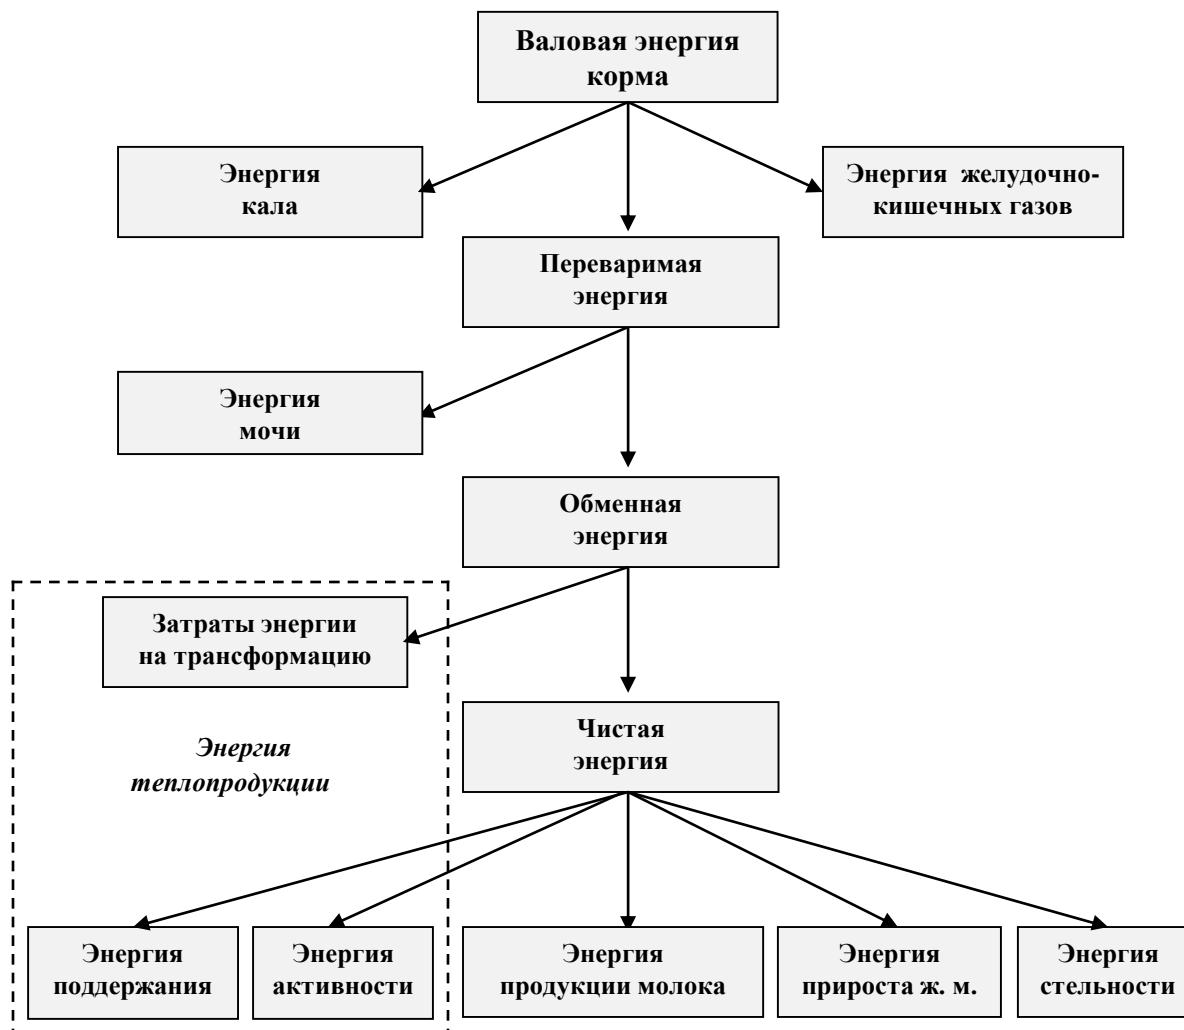 Валовая энергия
корма
Энергия
кала
Энергия желудочно-
кишечных газов
Переваримая
энергия
Энергия
мочи
Обменная
энергия
Затраты энергии
на трансформацию
Чистая
энергия
Энергия
теплопродукции
Энергия
поддержания
Энергия
активности
Энергия
продукции молока
Энергия
прироста ж. м.
Энергия
стельности